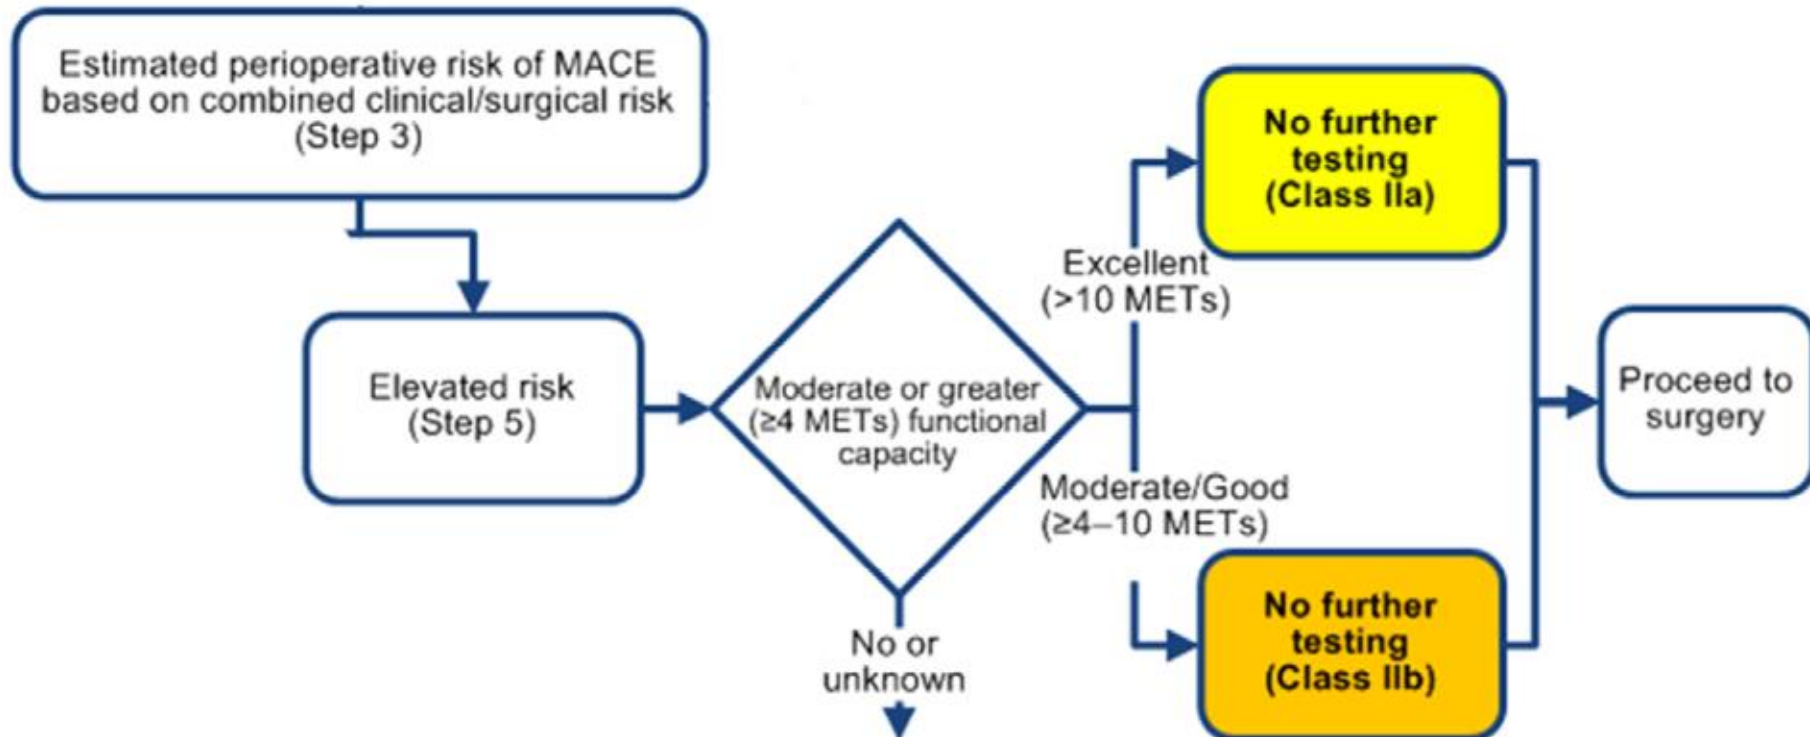 Estimated perioperative risk of MACE
based on combined clinical/surgical risk
(Step 3)
Elevated risk
(Step 5)
Moderate or greater
(≥4 METs) functional
capacity
No or
unknown
Excellent
(>10 METs)
Moderate/Good
(≥4–10 METs)
No further
testing
(Class IIa)
No further
testing
(Class IIb)
Proceed to
surgery